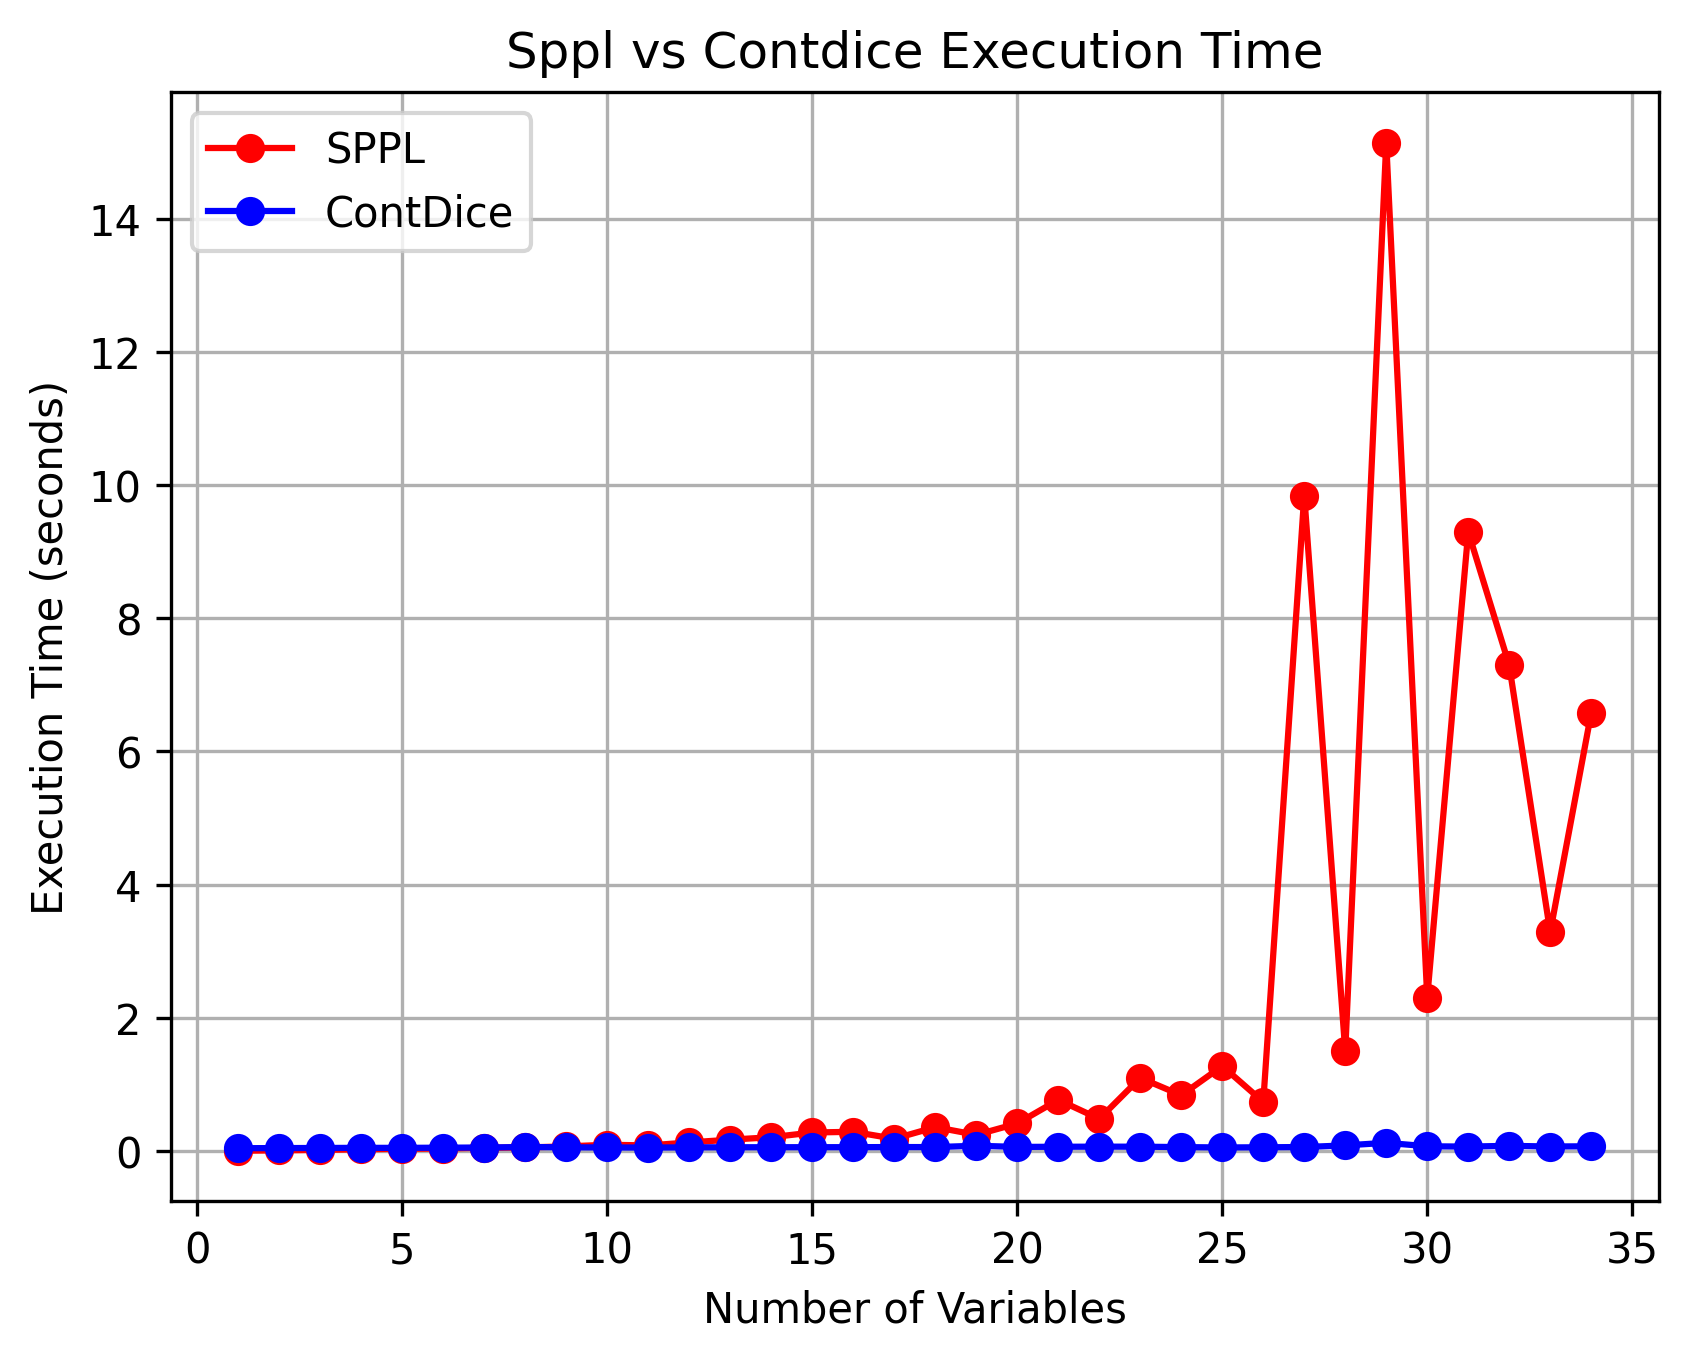 Sppl vs Contdice Execution Time
SPPL
ContDice
14
12
10
8
6
4
2
0
Execution Time (seconds)
0 5 10 15 20 25 30 35
Number of Variables